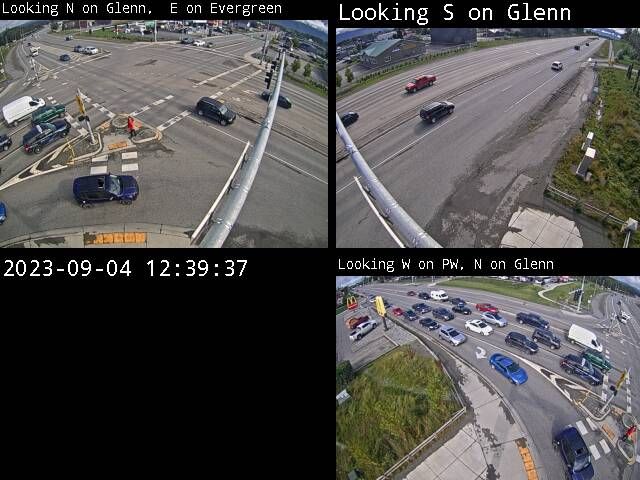 Looking N on Glenn,  E on Evergreen
Looking S on Glenn
2023-09-04 12:39:37
Looking W on PW, N on Glenn